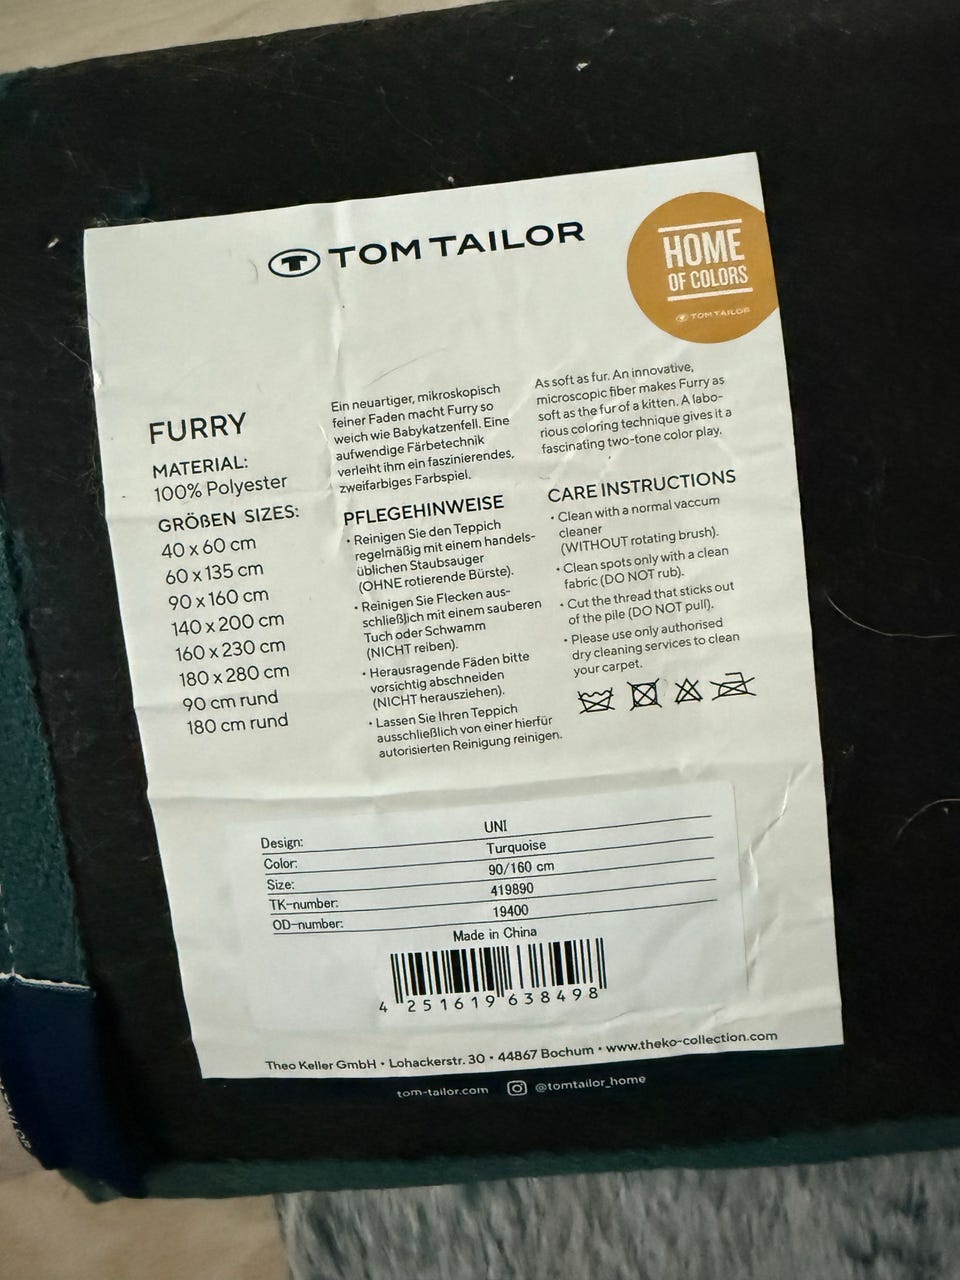 TOM TAILOR
HOME
OF COLORS
TOM TAILOR
FURRY
MATERIAL:
100% Polyester
GRÖßEN SIZES:
40 x 60 cm
60 x 135 cm
90 x 160 cm
140 x 200 cm
160 x 230 cm
180 x 280 cm
90 cm rund
180 cm rund
Ein neuartiger, mikroskopisch
feiner Faden macht Furry so
weich wie Babykatzenfell. Eine
aufwendige Färbetechnik
verleiht ihm ein faszinierendes,
zweifarbiges Farbspiel.
PFLEGEHINWEISE
• Reinigen Sie den Teppich
regelmäßig mit einem handels-
üblichen Staubsauger
(OHNE rotierende Bürste).
• Reinigen Sie Flecken aus-
schließlich mit einem sauberen
Tuch oder Schwamm
(NICHT reiben).
• Herausragende Fäden bitte
vorsichtig abschneiden
(NICHT herausziehen).
• Lassen Sie Ihren Teppich
ausschließlich von einer hierfür
autorisierten Reinigung reinigen.
As soft as fur. An innovative,
microscopic fiber makes Furry as
soft as the fur of a kitten. A labo-
rious coloring technique gives it a
fascinating two-tone color play.
CARE INSTRUCTIONS
• Clean with a normal vaccum
cleaner
(WITHOUT rotating brush).
• Clean spots only with a clean
fabric (DO NOT rub).
• Cut the thread that sticks out
of the pile (DO NOT pull).
• Please use only authorised
dry cleaning services to clean
your carpet.
Design: UNI
Color: Turquoise
Size: 90/160 cm
TK-number: 419890
OD-number: 19400
Made in China
4 251619 638498
Theo Keller GmbH • Lohackerstr. 30 • 44867 Bochum • www.theko-collection.com
tom-tailor.com @tomtailor_home